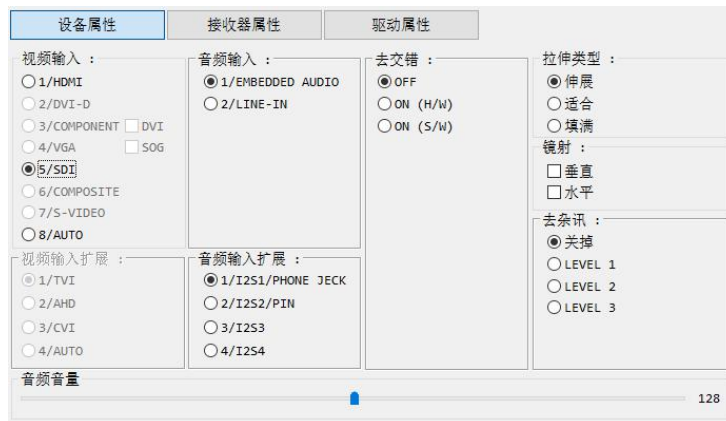 设备属性
接收器属性
驱动属性
视频输入 :
1/HDMI
2/DVI-D
3/COMPONENT DVI
4/VGA SOG
5/SDI
6/COMPOSITE
7/S-VIDEO
8/AUTO
音频输入 :
1/EMBEDDED AUDIO
2/LINE-IN
去交错 :
OFF
ON (H/W)
ON (S/W)
拉伸类型 :
伸展
适合
填满
镜射 :
垂直
水平
去杂讯 :
关掉
LEVEL 1
LEVEL 2
LEVEL 3
视频输入扩展 :
1/TVI
2/AHD
3/CVI
4/AUTO
音频输入扩展 :
1/I2S1/PHONE JECK
2/I2S2/PIN
3/I2S3
4/I2S4
音频音量
128